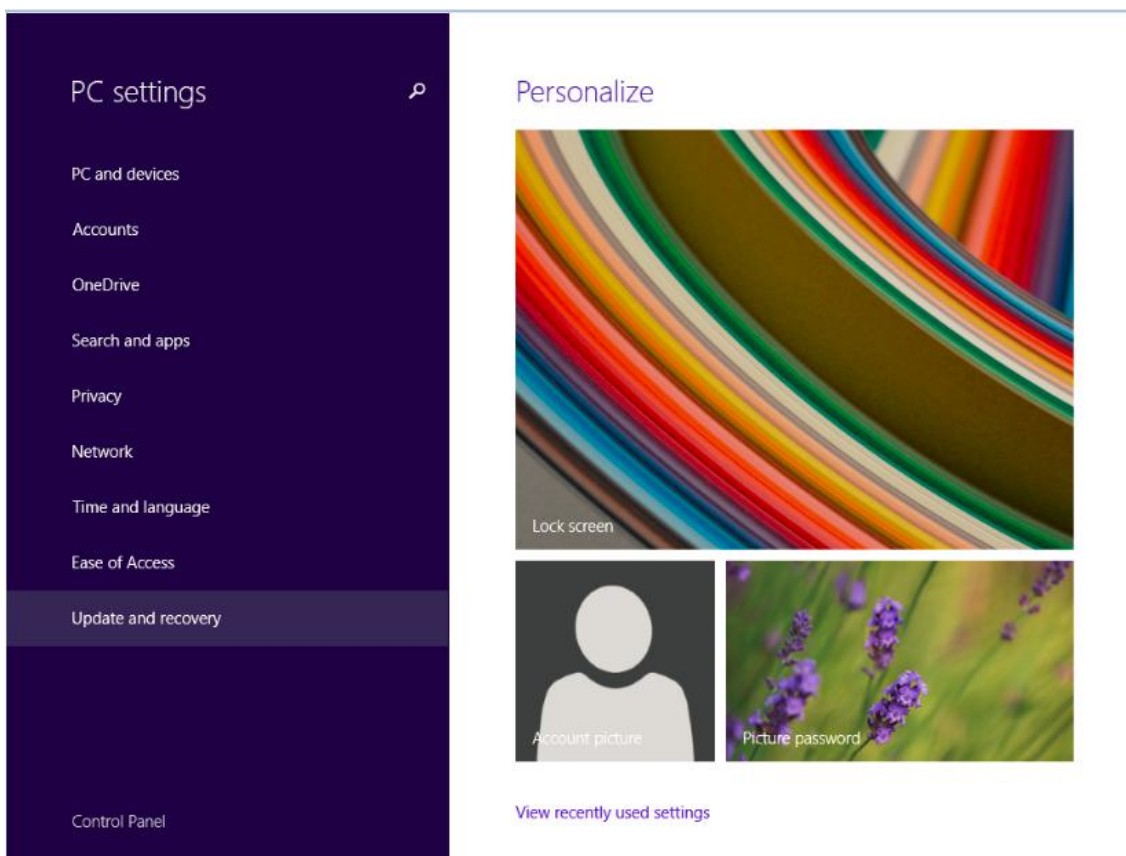 PC settings
PC and devices
Accounts
OneDrive
Search and apps
Privacy
Network
Time and language
Ease of Access
Update and recovery
Control Panel
Personalize
Lock screen
Account picture
Picture password
View recently used settings